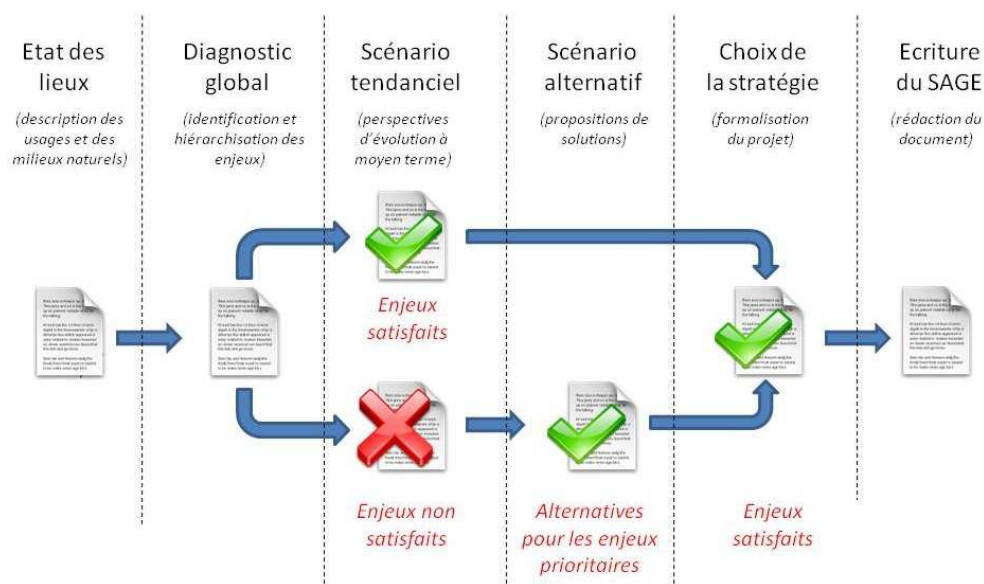 Etat des
lieux
(description des
usages et des
milieux naturels)
Diagnostic
global
(identification et
hiérarchisation des
enjeux)
Scénario
tendanciel
(perspectives
d'évolution à
moyen terme)
Scénario
alternatif
(propositions de
solutions)
Choix de
la stratégie
(formalisation
du projet)
Ecriture
du SAGE
(rédaction du
document)
Enjeux
satisfaits
Enjeux non
satisfaits
Alternatives
pour les enjeux
prioritaires
Enjeux
satisfaits